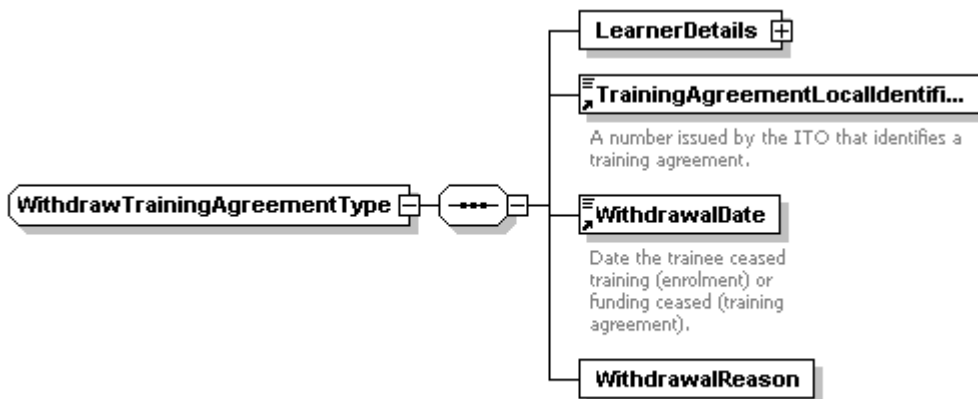 LearnerDetails
TrainingAgreementLocalIdentifi...
A number issued by the ITO that identifies a
training agreement.
WithdrawTrainingAgreementType
WithdrawalDate
Date the trainee ceased
training (enrolment) or
funding ceased (training
agreement).
WithdrawalReason